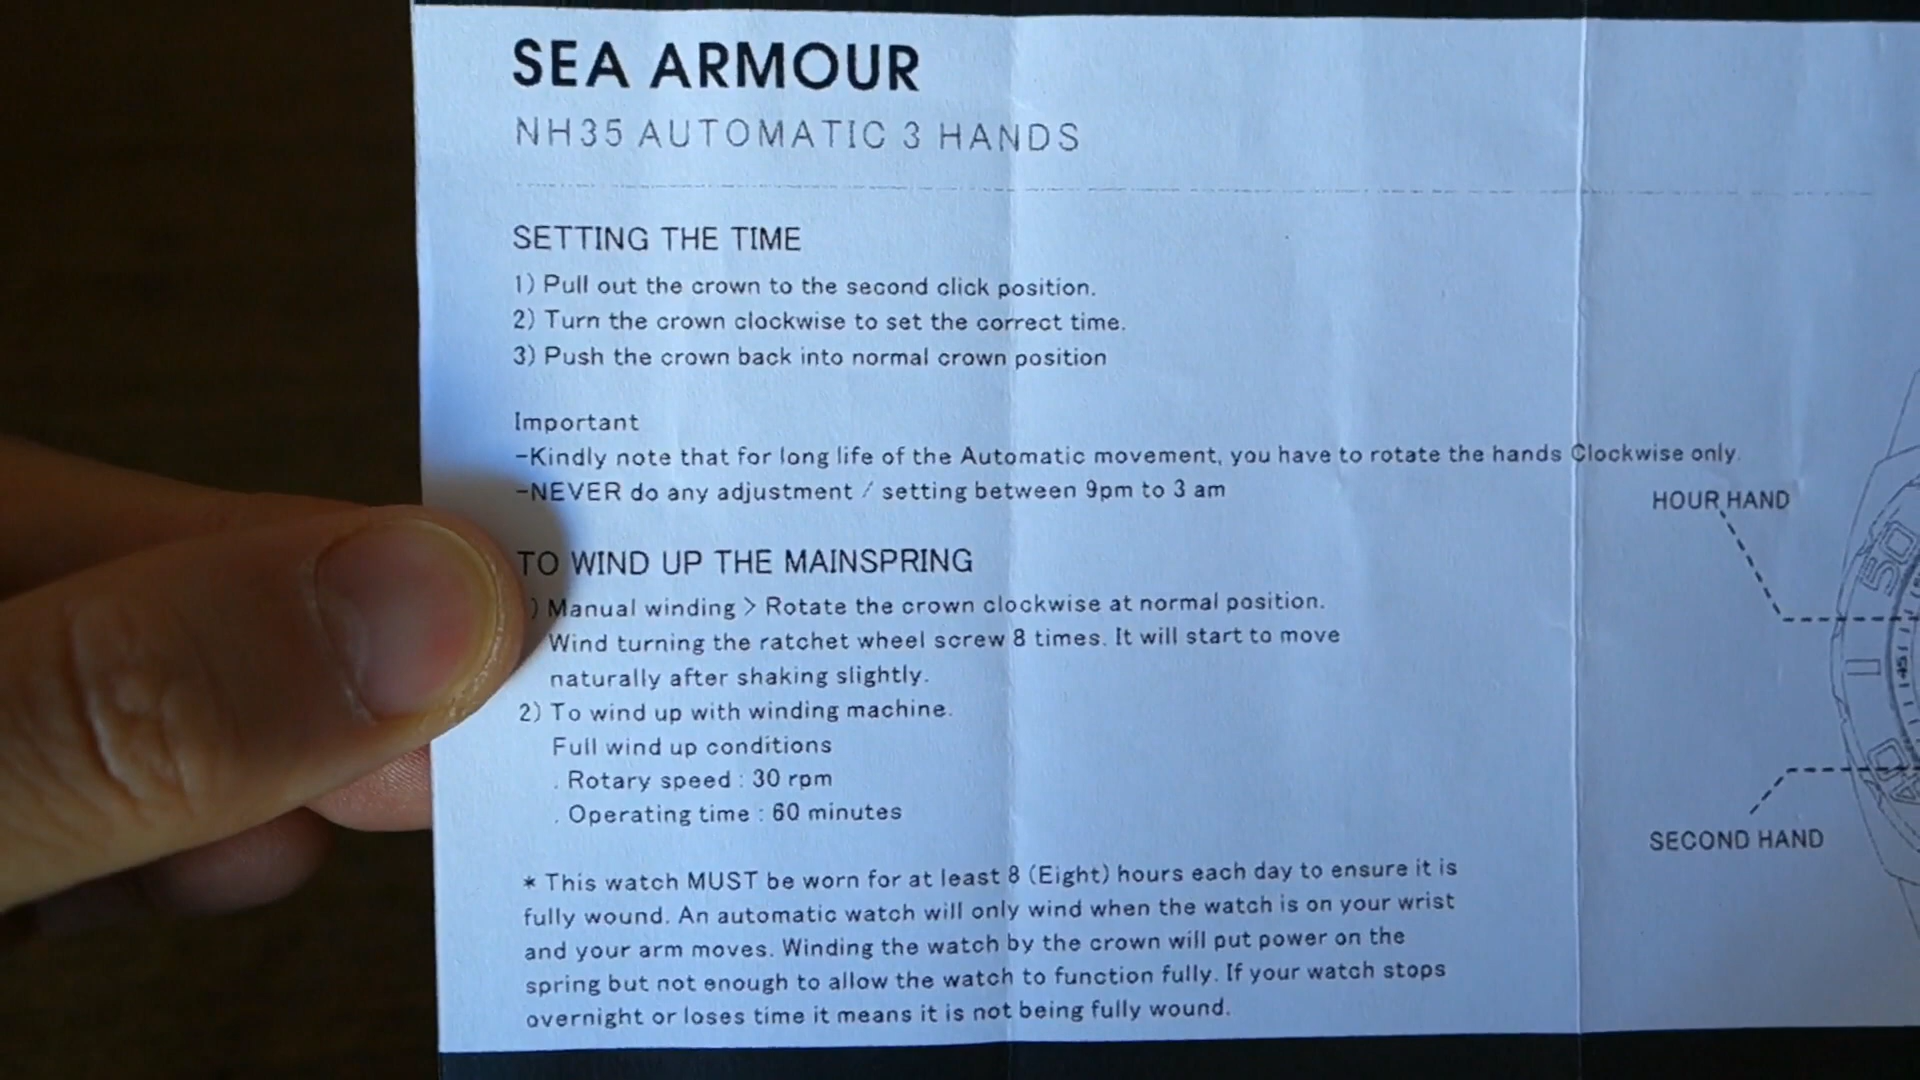 SEA ARMOUR
NH35 AUTOMATIC 3 HANDS
SETTING THE TIME
1) Pull out the crown to the second click position.
2) Turn the crown clockwise to set the correct time.
3) Push the crown back into normal crown position
Important
-Kindly note that for long life of the Automatic movement, you have to rotate the hands Clockwise only.
-NEVER do any adjustment / setting between 9pm to 3 am
TO WIND UP THE MAINSPRING
) Manual winding > Rotate the crown clockwise at normal position.
Wind turning the ratchet wheel screw 8 times. It will start to move
naturally after shaking slightly.
2) To wind up with winding machine.
Full wind up conditions
. Rotary speed : 30 rpm
. Operating time : 60 minutes
* This watch MUST be worn for at least 8 (Eight) hours each day to ensure it is
fully wound. An automatic watch will only wind when the watch is on your wrist
and your arm moves. Winding the watch by the crown will put power on the
spring but not enough to allow the watch to function fully. If your watch stops
overnight or loses time it means it is not being fully wound.
HOUR HAND
50
SECOND HAND